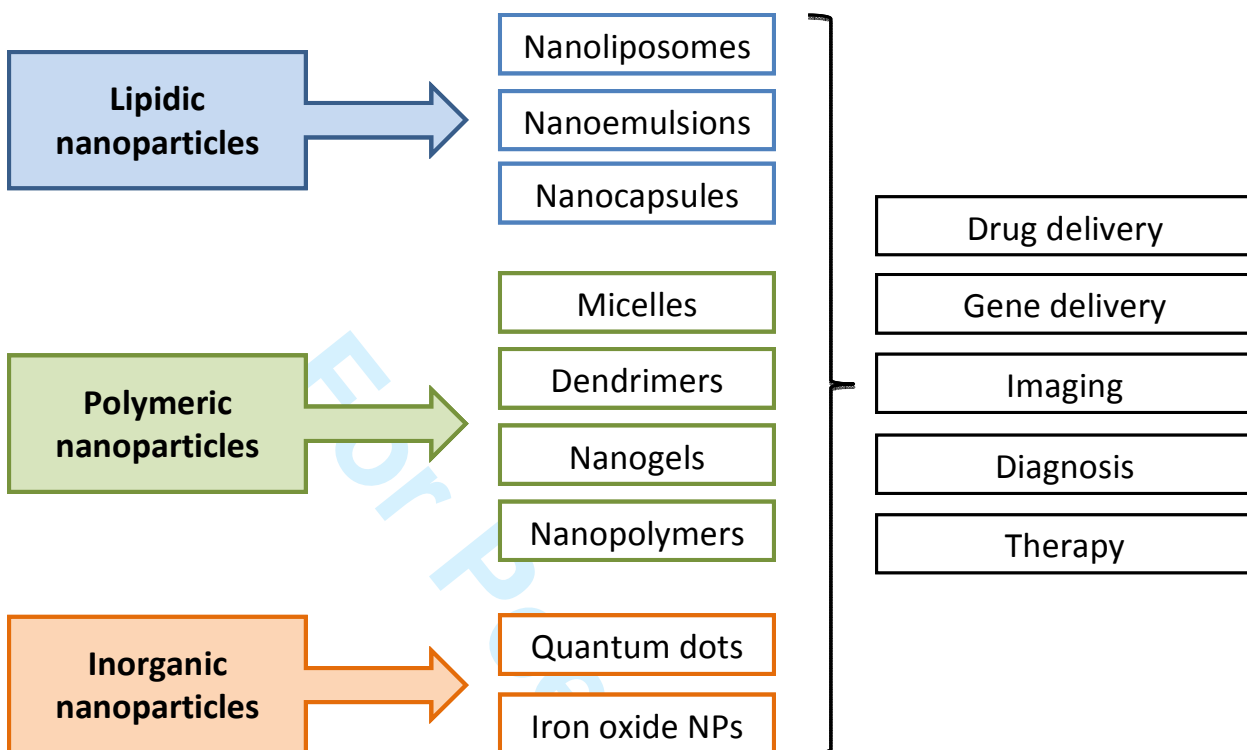 Lipidic
nanoparticles
Nanoliposomes
Nanoemulsions
Nanocapsules
Polymeric
nanoparticles
Micelles
Dendrimers
Nanogels
Nanopolymers
Inorganic
nanoparticles
Quantum dots
Iron oxide NPs
Drug delivery
Gene delivery
Imaging
Diagnosis
Therapy
For